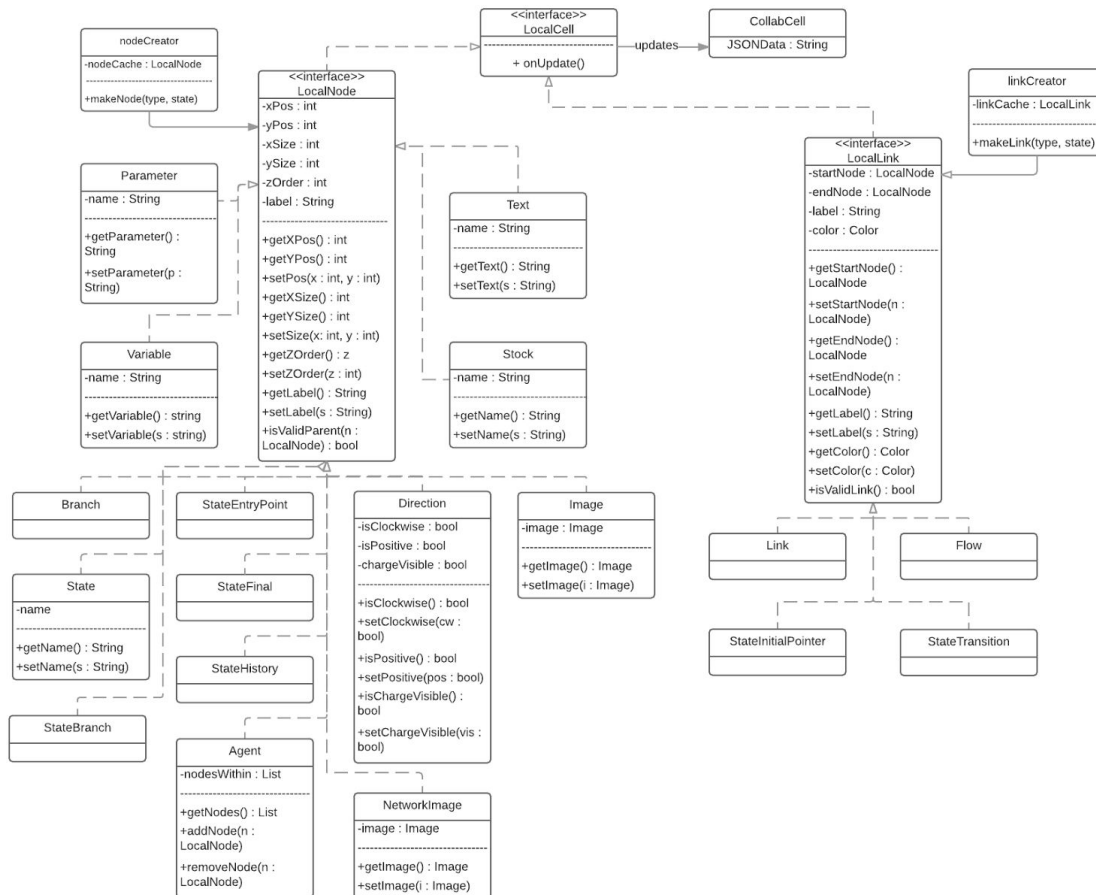 <<interface>>
LocalCell
------------------------------
+ onUpdate()
updates
CollabCell
JSONData : String
nodeCreator
-nodeCache : LocalNode
------------------------------
+makeNode(type, state)
<<interface>>
LocalNode
-xPos : int
-yPos : int
-xSize : int
-ySize : int
-zOrder : int
-label : String
------------------------------
+getXPos() : int
+getYPos() : int
+setPos(x : int, y : int)
+getXSize() : int
+getYSize() : int
+setSize(x: int, y : int)
+getZOrder() : z
+setZOrder(z : int)
+getLabel() : String
+setLabel(s : String)
+isValidParent(n :
LocalNode) : bool
linkCreator
-linkCache : LocalLink
------------------------------
+makeLink(type, state)
<<interface>>
LocalLink
-startNode : LocalNode
-endNode : LocalNode
-label : String
-color : Color
------------------------------
+getStartNode() :
LocalNode
+setStartNode(n :
LocalNode)
+getEndNode() :
LocalNode
+setEndNode(n :
LocalNode)
+getLabel() : String
+setLabel(s : String)
+getColor() : Color
+setColor(c : Color)
+isValidLink() : bool
Parameter
-name : String
------------------------------
+getParameter() :
String
+setParameter(p :
String)
Text
-name : String
------------------------------
+getText() : String
+setText(s : String)
Variable
-name : String
------------------------------
+getVariable() : string
+setVariable(s : string)
Stock
-name : String
------------------------------
+getName() : String
+setName(s : String)
Branch
StateEntryPoint
Direction
-isClockwise : bool
-isPositive : bool
-chargeVisible : bool
------------------------------
+isClockwise() : bool
+setClockwise(cw :
bool)
+isPositive() : bool
+setPositive(pos : bool)
+isChargeVisible() :
bool
+setChargeVisible(vis :
bool)
Image
-image : Image
------------------------------
+getImage() : Image
+setImage(i : Image)
Link
Flow
State
-name
------------------------------
+getName() : String
+setName(s : String)
StateFinal
StateInitialPointer
StateTransition
StateHistory
StateBranch
Agent
-nodesWithin : List
------------------------------
+getNodes() : List
+addNode(n :
LocalNode)
+removeNode(n :
LocalNode)
NetworkImage
-image : Image
------------------------------
+getImage() : Image
+setImage(i : Image)